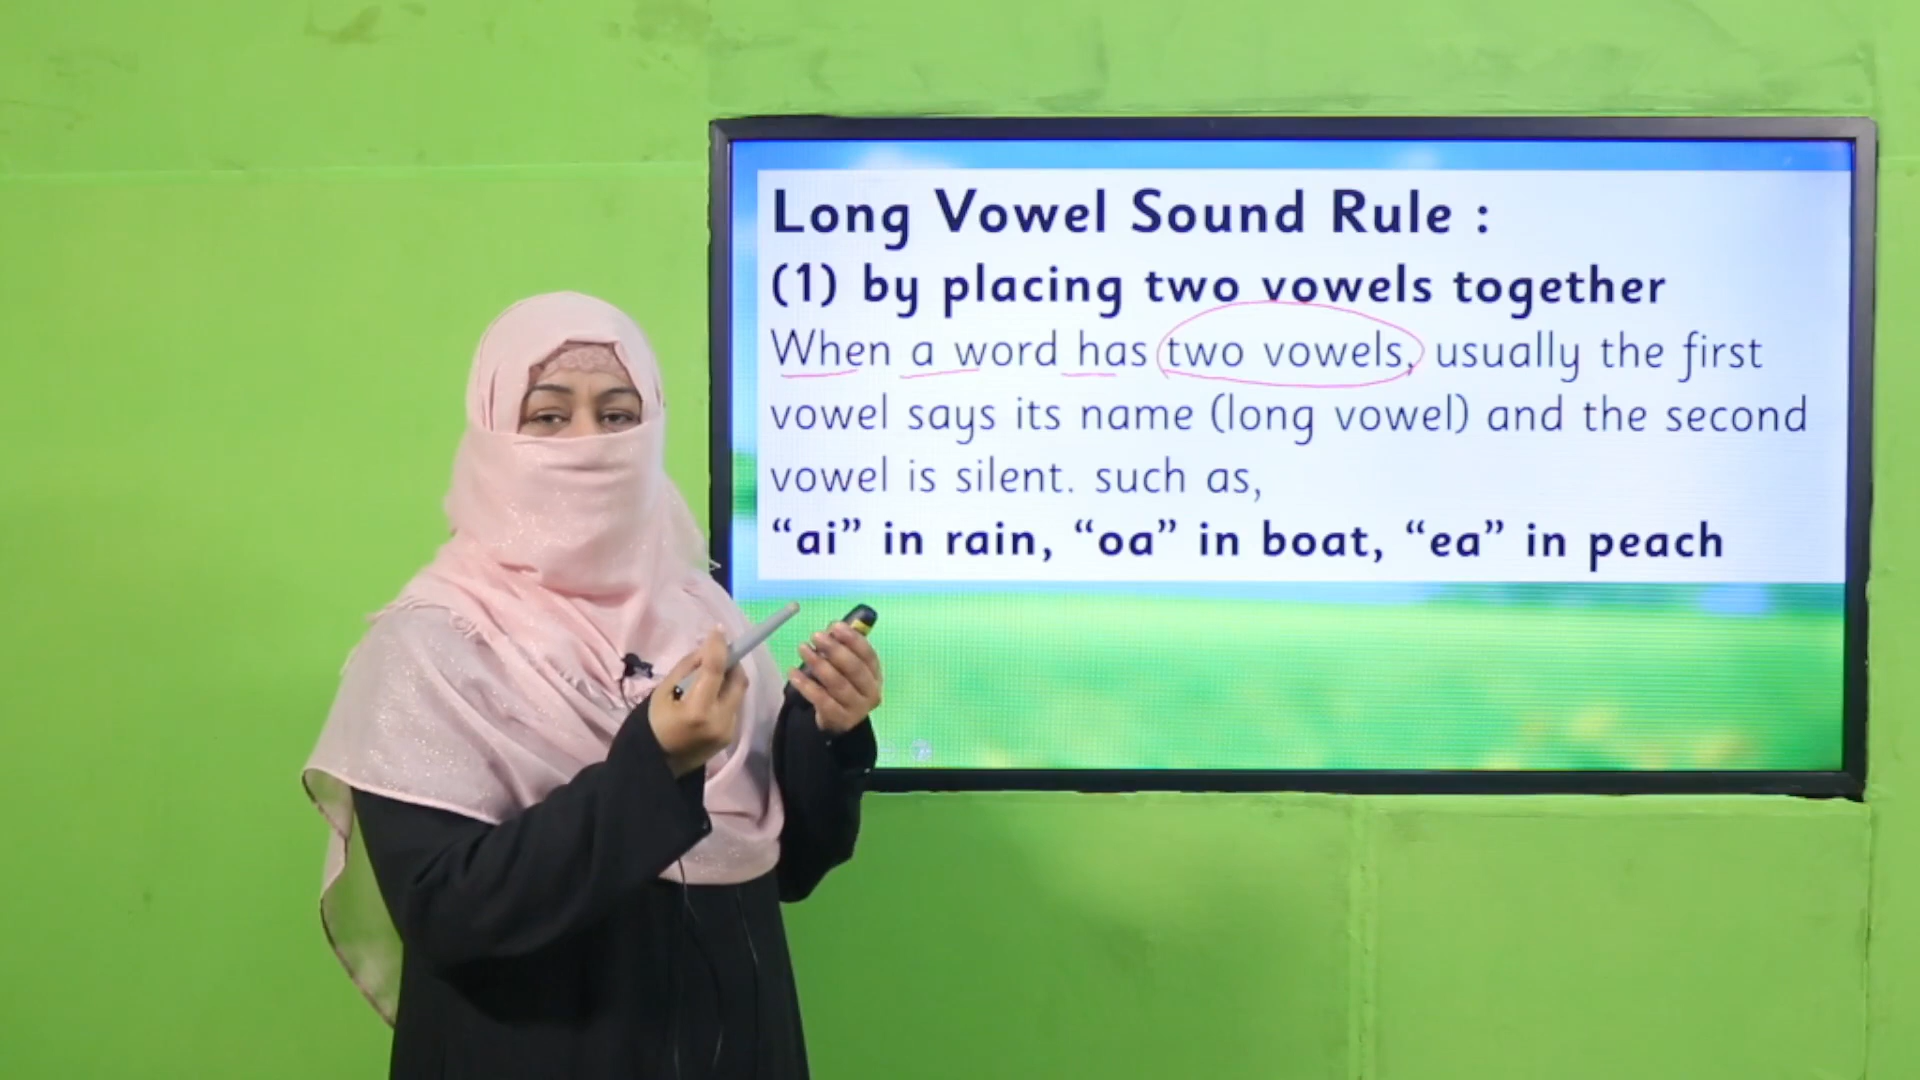 Long Vowel Sound Rule :
(1) by placing two vowels together
When a word has two vowels, usually the first
vowel says its name (long vowel) and the second
vowel is silent. such as,
“ai” in rain, “oa” in boat, “ea” in peach